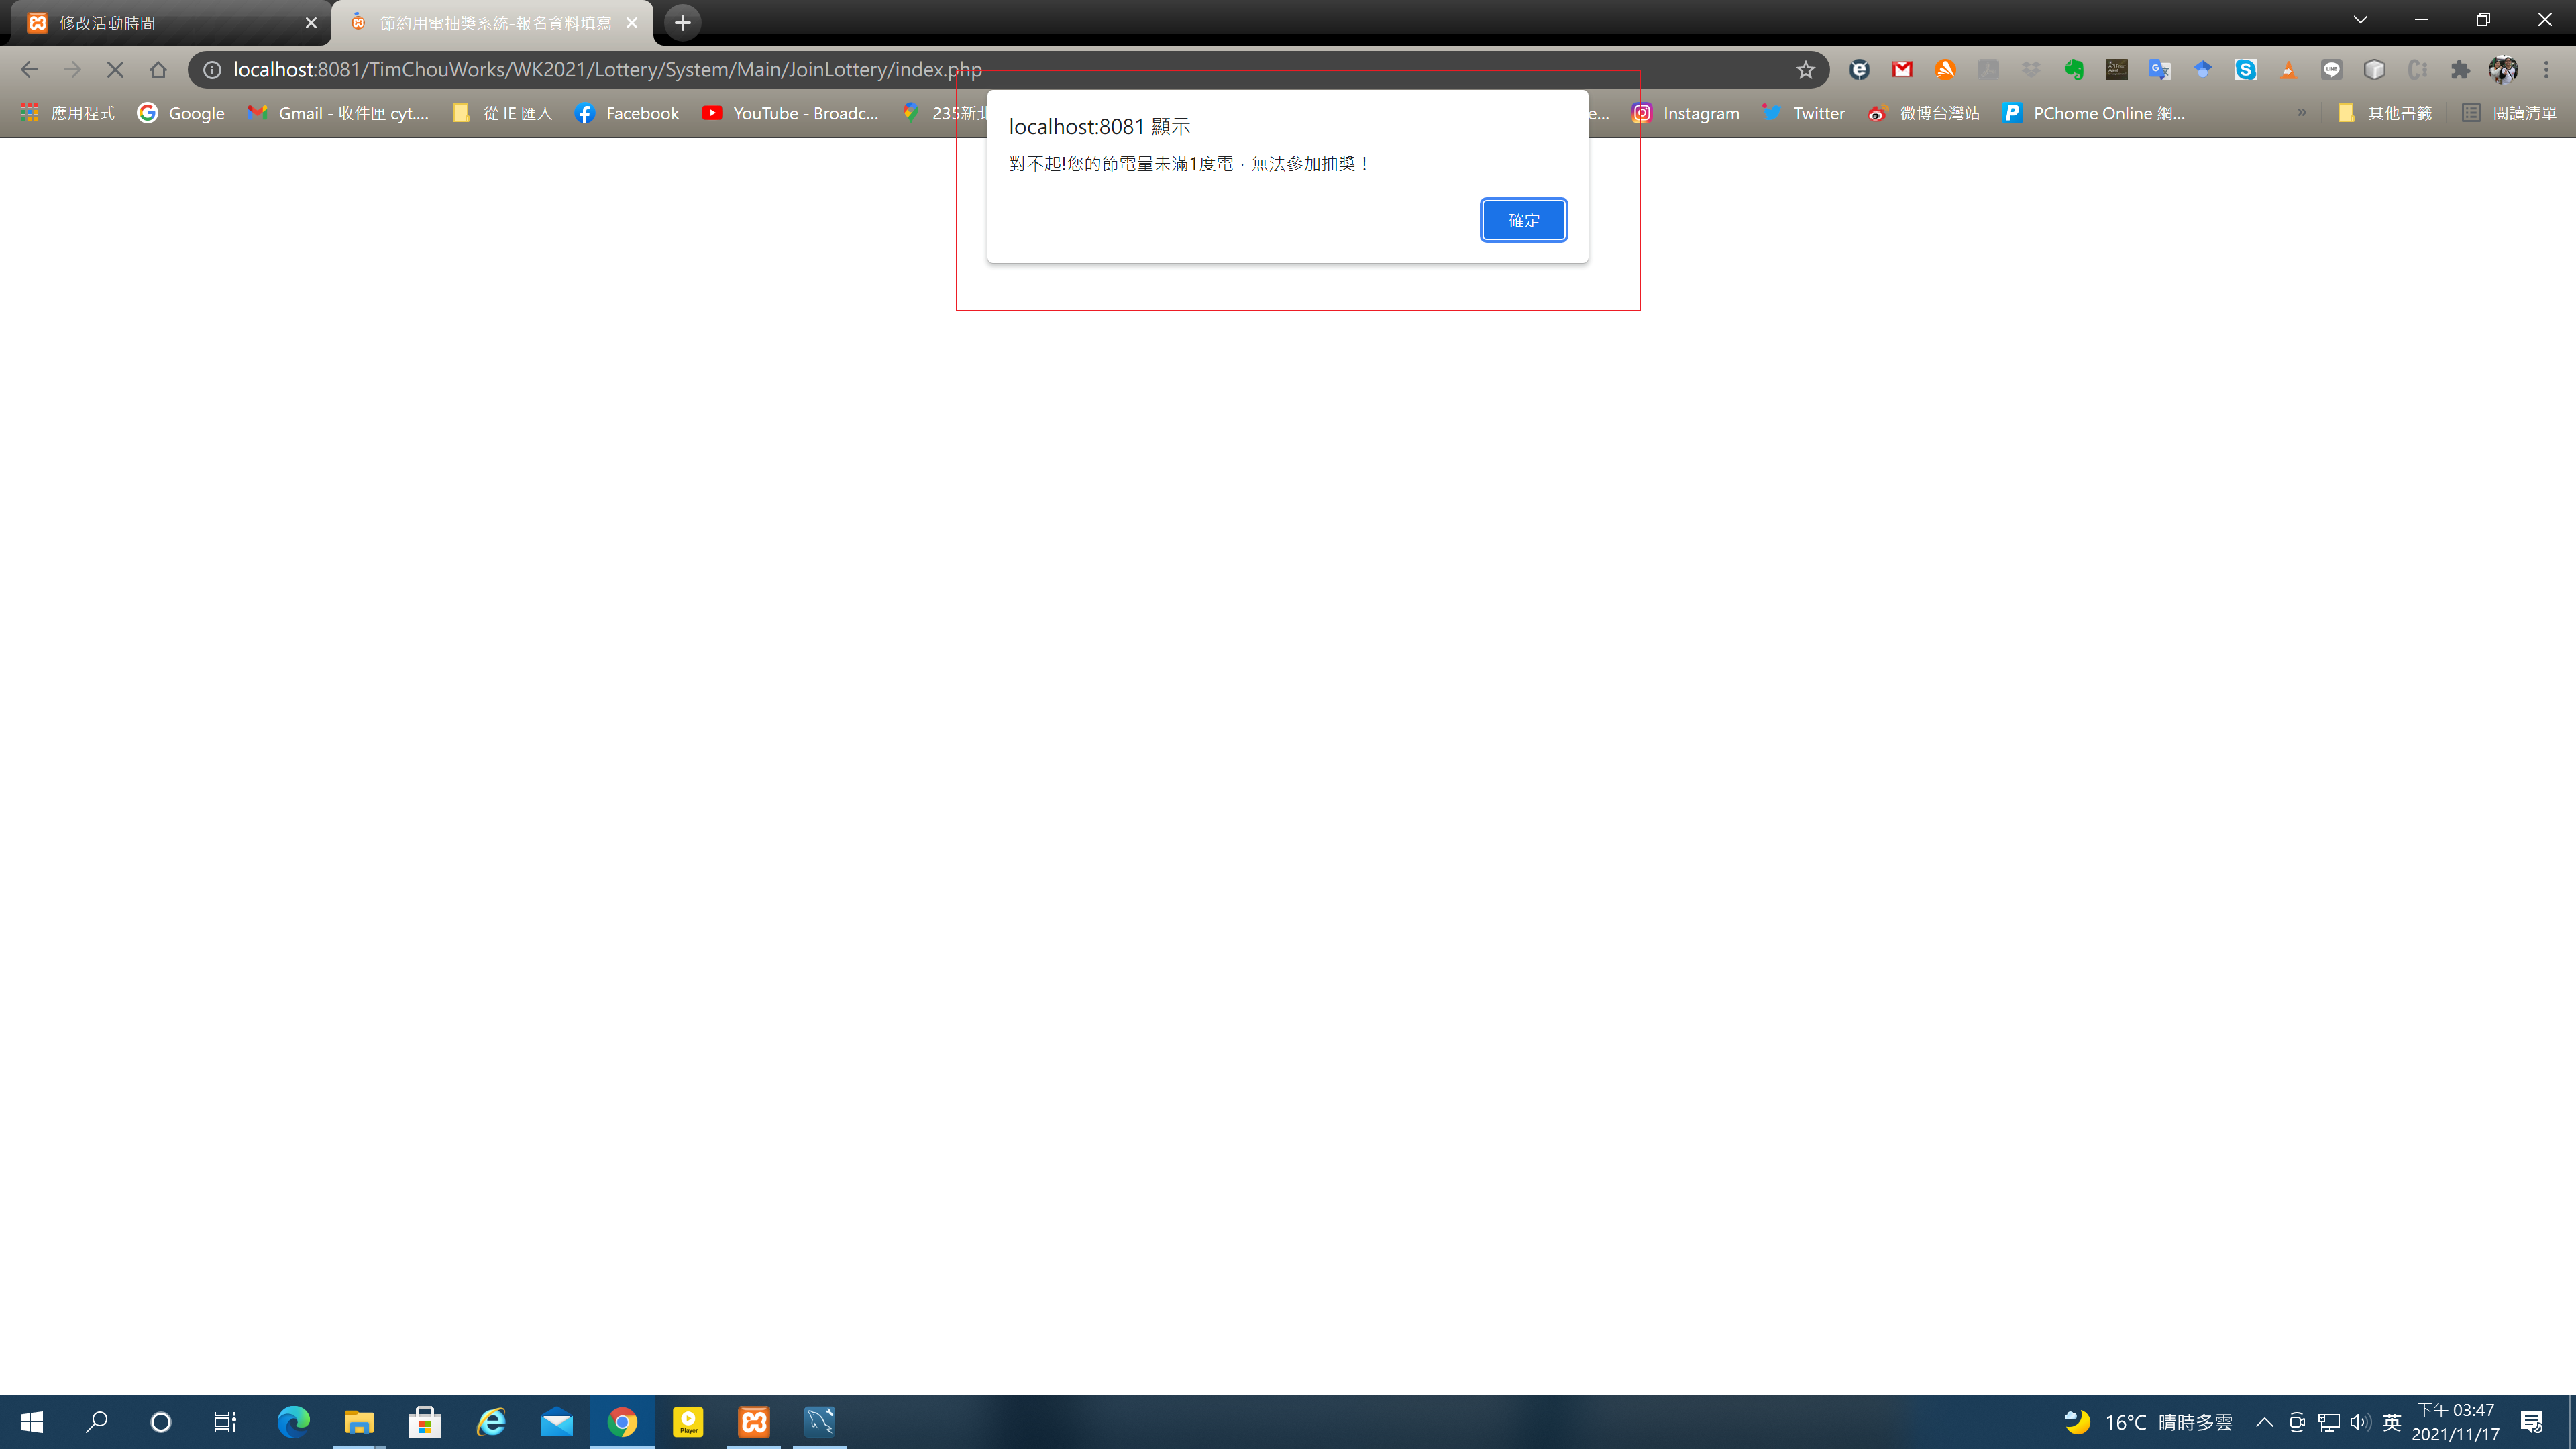 修改活動時間
節約用電抽獎系統-報名資料填寫
localhost:8081/TimChouWorks/WK2021/Lottery/System/Main/JoinLottery/index.php
應用程式
Google
Gmail - 收件匣 cyt....
從 IE 匯入
Facebook
YouTube - Broadc...
235新北
e...
Instagram
Twitter
微博台灣站
PChome Online 網...
»
其他書籤
閱讀清單
localhost:8081 顯示
對不起!您的節電量未滿1度電，無法參加抽獎！
確定
Player
16°C 晴時多雲
英
下午 03:47
2021/11/17